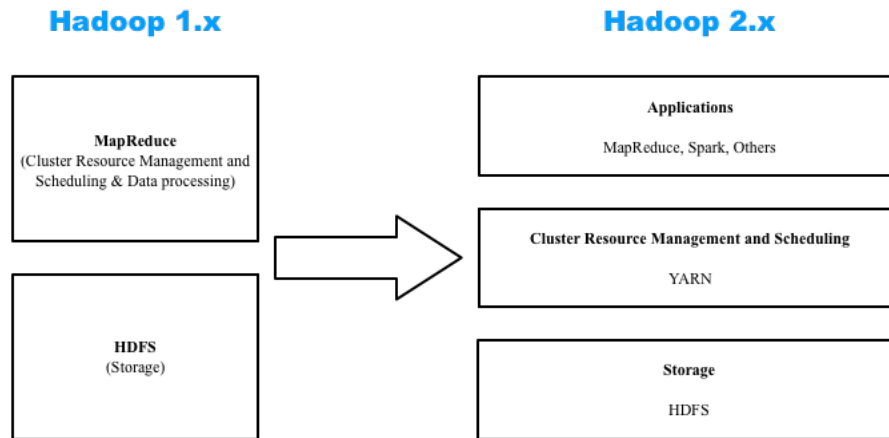 Hadoop 1.x
MapReduce
(Cluster Resource Management and
Scheduling & Data processing)
HDFS
(Storage)
Hadoop 2.x
Applications
MapReduce, Spark, Others
Cluster Resource Management and Scheduling
YARN
Storage
HDFS